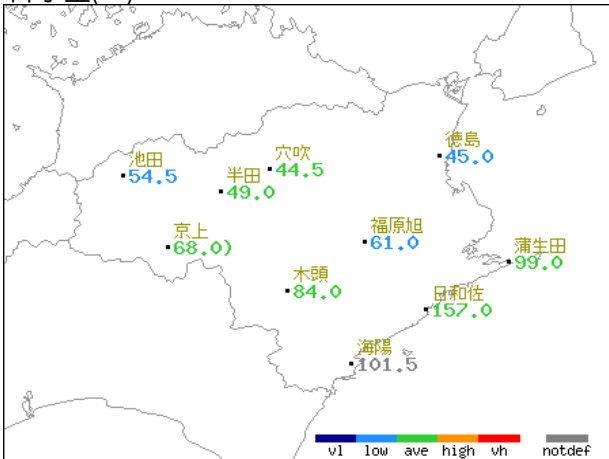 徳島
45.0
池田
54.5
穴吹
44.5
半田
49.0
京上
68.0)
福原旭
61.0
蒲生田
99.0
木頭
84.0
日和佐
157.0
海陽
101.5
vl low ave high vh notdef